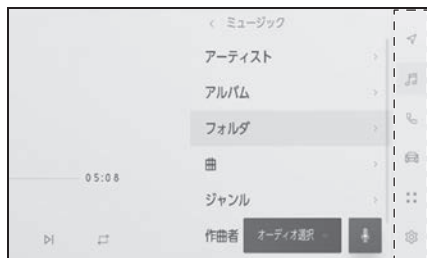 ミュージック
アーティスト
アルバム
フォルダ
曲
05:08
ジャンル
作曲者
オーディオ選択